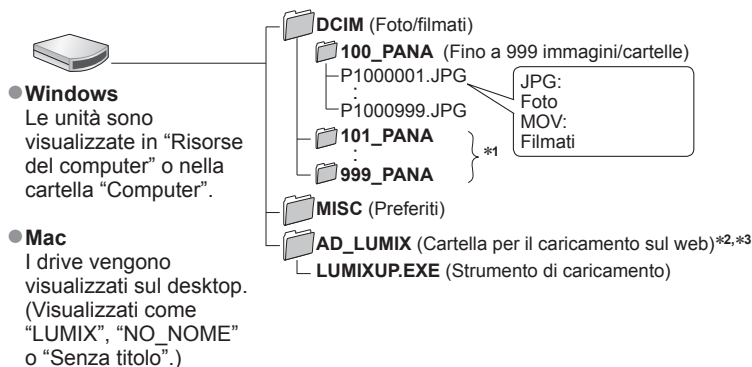 ●Windows
Le unità sono
visualizzate in “Risorse
del computer” o nella
cartella “Computer”.
●Mac
I drive vengono
visualizzati sul desktop.
(Visualizzati come
“LUMIX”, “NO_NOME”
o “Senza titolo”.)
DCIM (Foto/filmati)
100_PANA (Fino a 999 immagini/cartelle)
P1000001.JPG
:
P1000999.JPG
JPG:
Foto
MOV:
Filmati
101_PANA
:
999_PANA
*1
MISC (Preferiti)
AD_LUMIX (Cartella per il caricamento sul web)*2,*3
LUMIXUP.EXE (Strumento di caricamento)